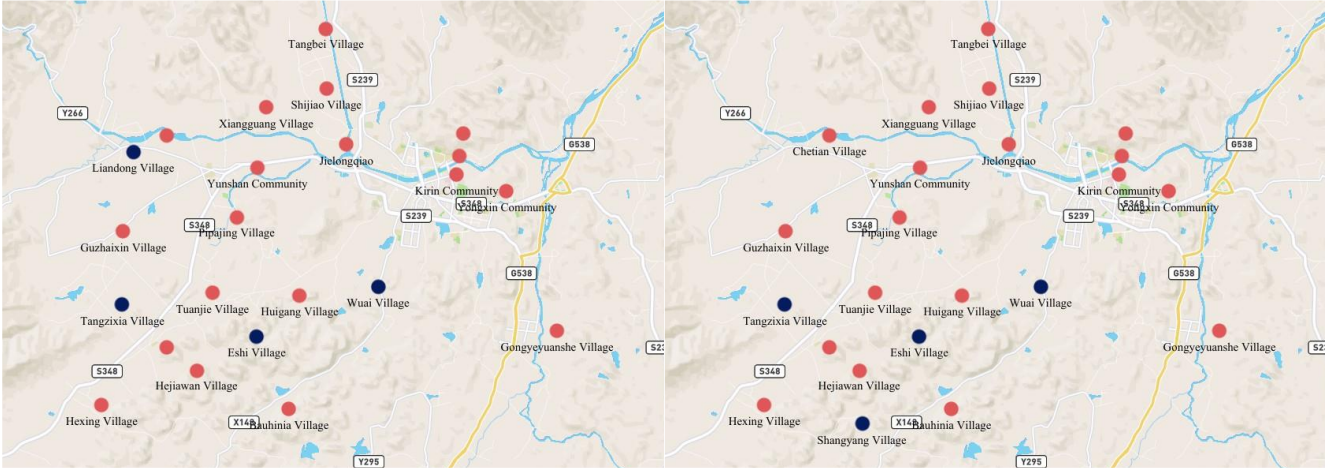 Tangbei Village
S239
Shijiao Village
Y266
Xiangguang Village
G538
Liandong Village
Jielongqiao
Yunshan Community
Kirin Community
S348
Yongxin Community
S239
S348
Pipajing Village
Guzhaixin Village
G538
Tangzixia Village
Tuanjie Village
Huigang Village
Wuai Village
Gongyeyuanshe Village
Eshi Village
S23
S348
Hejiawan Village
Hexing Village
X148
Bauhinia Village
Y295
Tangbei Village
S239
Shijiao Village
Y266
Xiangguang Village
G538
Chetian Village
Jielongqiao
Yunshan Community
Kirin Community
S348
Yongxin Community
S239
S348
Pipajing Village
Guzhaixin Village
G538
Tangzixia Village
Tuanjie Village
Huigang Village
Wuai Village
Gongyeyuanshe Village
Eshi Village
S23
S348
Hejiawan Village
Hexing Village
X148
Bauhinia Village
Shangyang Village
Y295